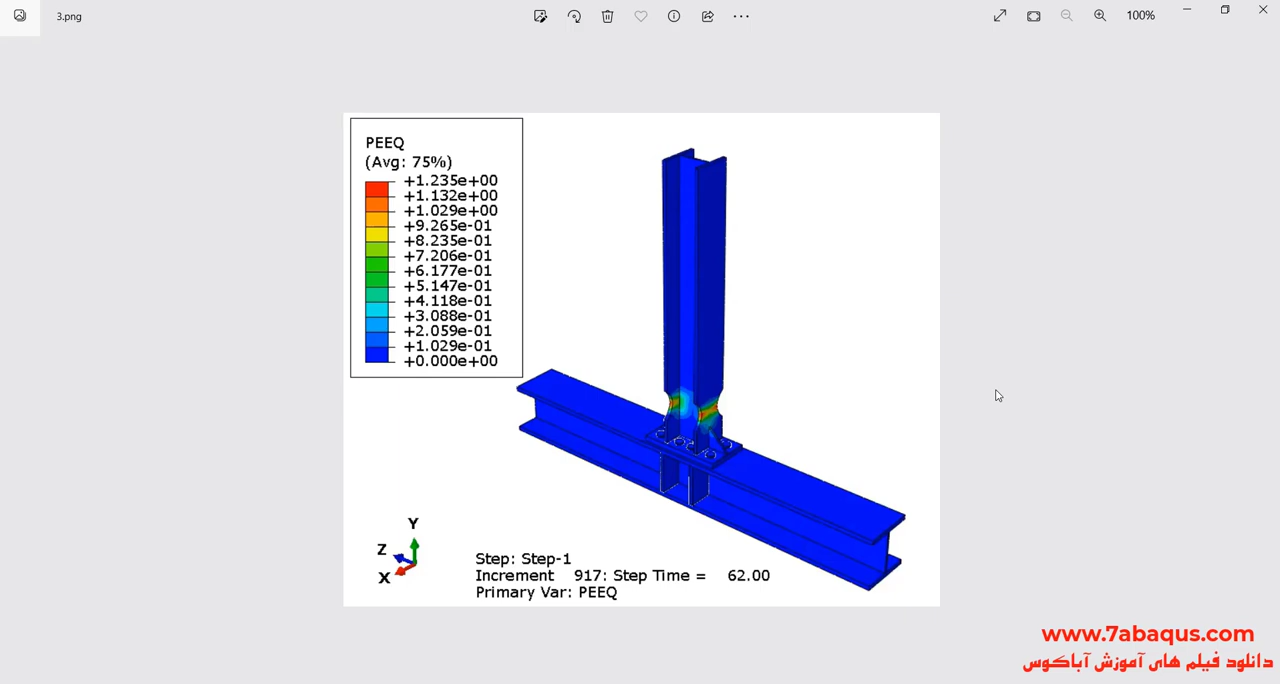 3.png
100%
PEEQ
(Avg: 75%)
+1.235e+00
+1.132e+00
+1.029e+00
+9.265e-01
+8.235e-01
+7.206e-01
+6.177e-01
+5.147e-01
+4.118e-01
+3.088e-01
+2.059e-01
+1.029e-01
+0.000e+00
Y
Z
X
Step: Step-1
Increment 917: Step Time = 62.00
Primary Var: PEEQ
www.7abaqus.com
دانلود فیلم های آموزش آباکوس